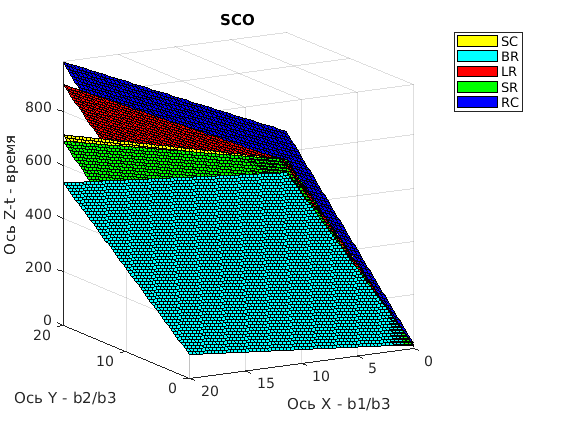 SCO
SC
BR
LR
SR
RC
Ось Z-t - время
800
600
400
200
0
20
10
0
Ось Y - b2/b3
20
15
10
5
0
Ось X - b1/b3